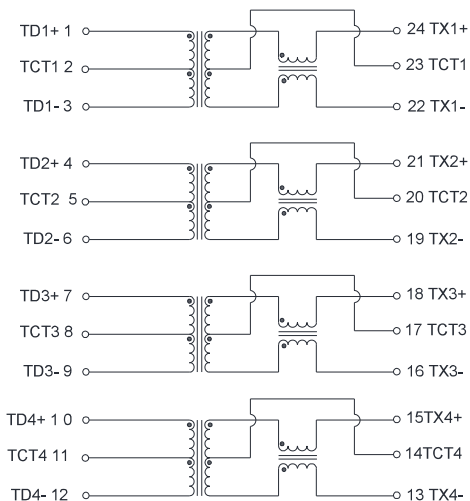 TD1+ 1
24 TX1+
TCT1 2
23 TCT1
TD1- 3
22 TX1-
TD2+ 4
21 TX2+
TCT2 5
20 TCT2
TD2- 6
19 TX2-
TD3+ 7
18 TX3+
TCT3 8
17 TCT3
TD3- 9
16 TX3-
TD4+ 1 0
15TX4+
TCT4 11
14TCT4
TD4- 12
13 TX4-